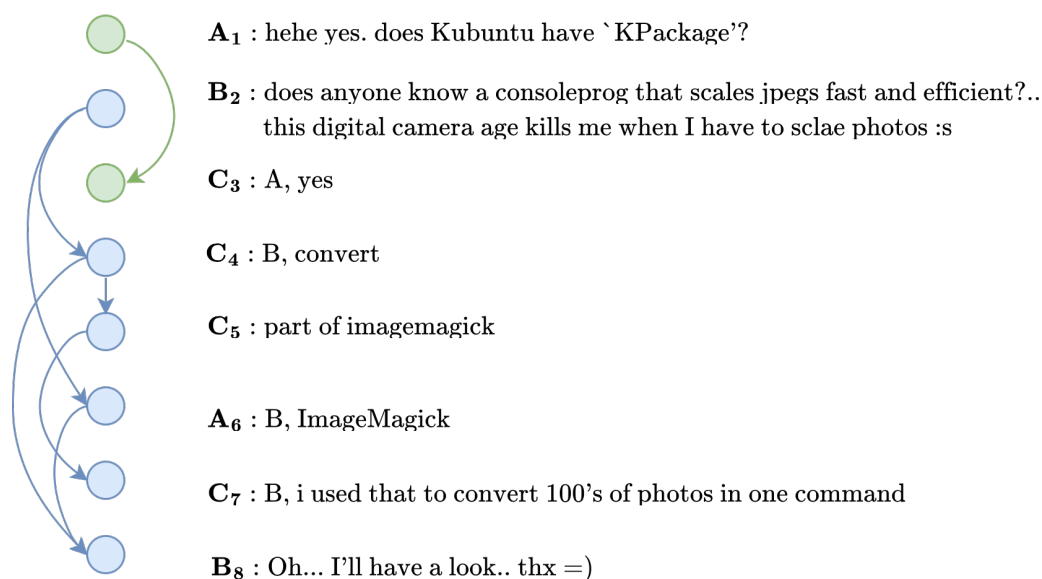 A₁ : hehe yes. does Kubuntu have `KPackage'?
B₂ : does anyone know a consoleprog that scales jpegs fast and efficient?..
this digital camera age kills me when I have to sclae photos :s
C₃ : A, yes
C₄ : B, convert
C₅ : part of imagemagick
A₆ : B, ImageMagick
C₇ : B, i used that to convert 100's of photos in one command
B₈ : Oh... I'll have a look.. thx =)